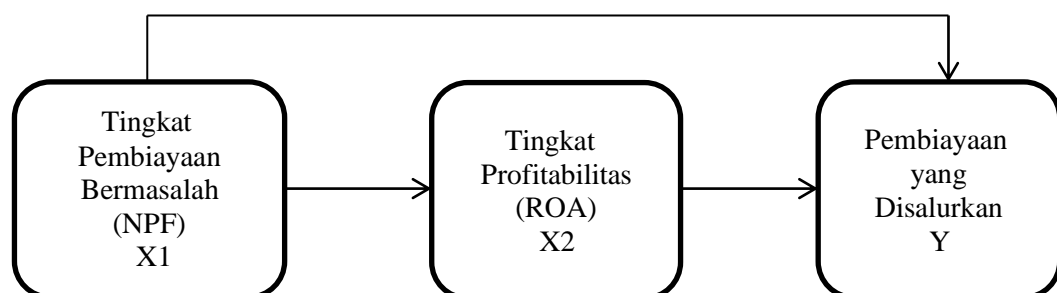 Tingkat
Pembiayaan
Bermasalah
(NPF)
X1
Tingkat
Profitabilitas
(ROA)
X2
Pembiayaan
yang
Disalurkan
Y